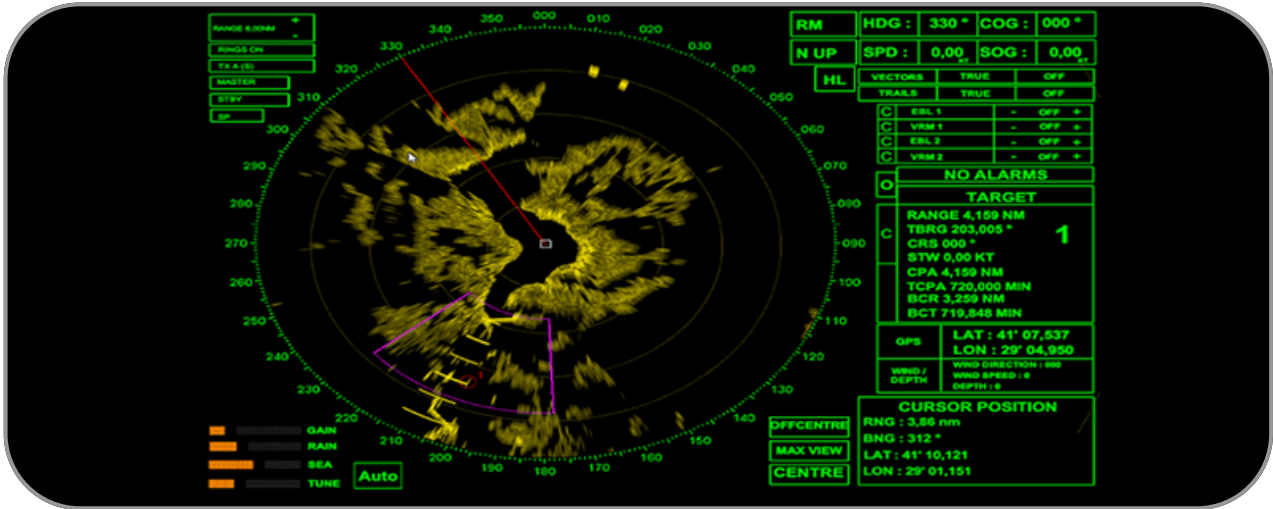 RANGE 6.00NM + -
RINGS ON
TX A (S)
MASTER
STBY
SP
000
010
020
030
040
050
060
070
080
090
100
110
120
130
140
150
160
170
180
190
200
210
220
230
240
250
260
270
280
290
300
310
320
330
340
350
GAIN
RAIN
SEA
TUNE
Auto
OFFCENTRE
MAX VIEW
CENTRE
RM HDG : 330 ° COG : 000 °
N UP SPD : 0,00 KT SOG : 0,00 KT
HL
VECTORS TRUE OFF
TRAILS TRUE OFF
C EBL 1 - OFF +
C VRM 1 - OFF +
C EBL 2 - OFF +
C VRM 2 - OFF +
NO ALARMS
O
TARGET
C
1
RANGE 4,159 NM
TBRG 203,005 °
CRS 000 °
STW 0,00 KT
CPA 4,159 NM
TCPA 720,000 MIN
BCR 3,259 NM
BCT 719,848 MIN
GPS
LAT : 41° 07,537
LON : 29° 04,950
WIND / DEPTH
WIND DIRECTION : 000
WIND SPEED : 0
DEPTH : 0
CURSOR POSITION
RNG : 3,86 nm
BNG : 312 °
LAT : 41° 10,121
LON : 29° 01,151